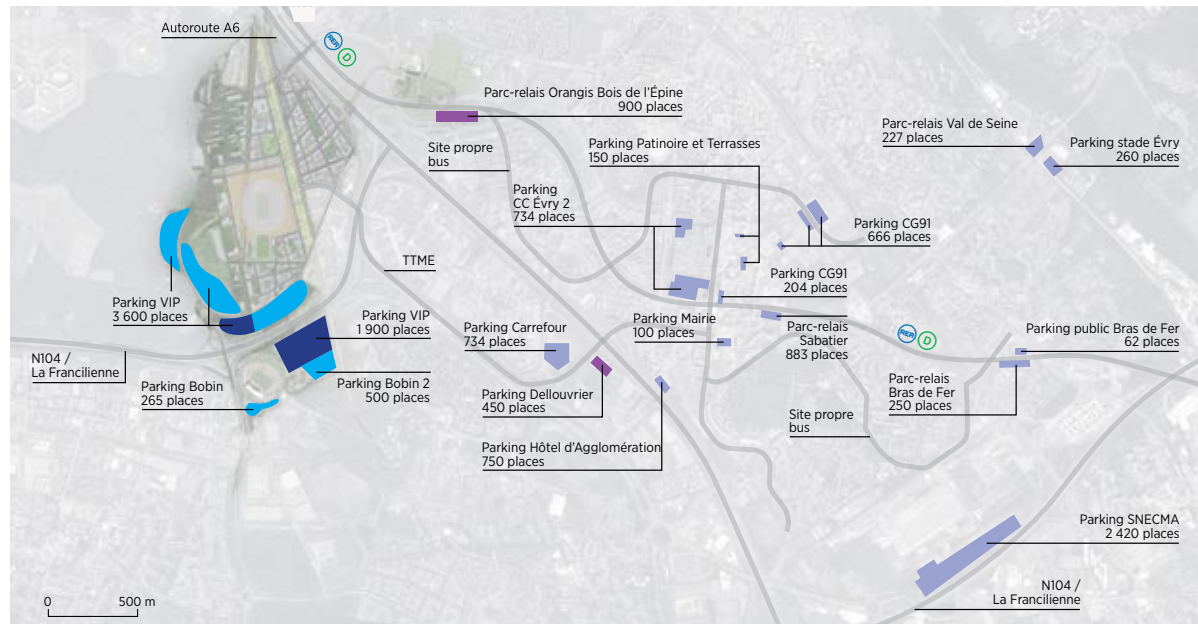 Autoroute A6
RER
D
Parc-relais Orangis Bois de l’Épine
900 places
Site propre
bus
Parking Patinoire et Terrasses
150 places
Parc-relais Val de Seine
227 places
Parking stade Évry
260 places
Parking
CC Évry 2
734 places
Parking CG91
666 places
TTME
Parking CG91
204 places
Parking VIP
3 600 places
Parking VIP
1 900 places
Parking Carrefour
734 places
Parking Mairie
100 places
Parc-relais
Sabatier
883 places
RER
D
Parking public Bras de Fer
62 places
N104 /
La Francilienne
Parking Bobin
265 places
Parking Bobin 2
500 places
Parking Dellouvrier
450 places
Parc-relais
Bras de Fer
250 places
Site propre
bus
Parking Hôtel d’Agglomération
750 places
Parking SNECMA
2 420 places
N104 /
La Francilienne
0 500 m